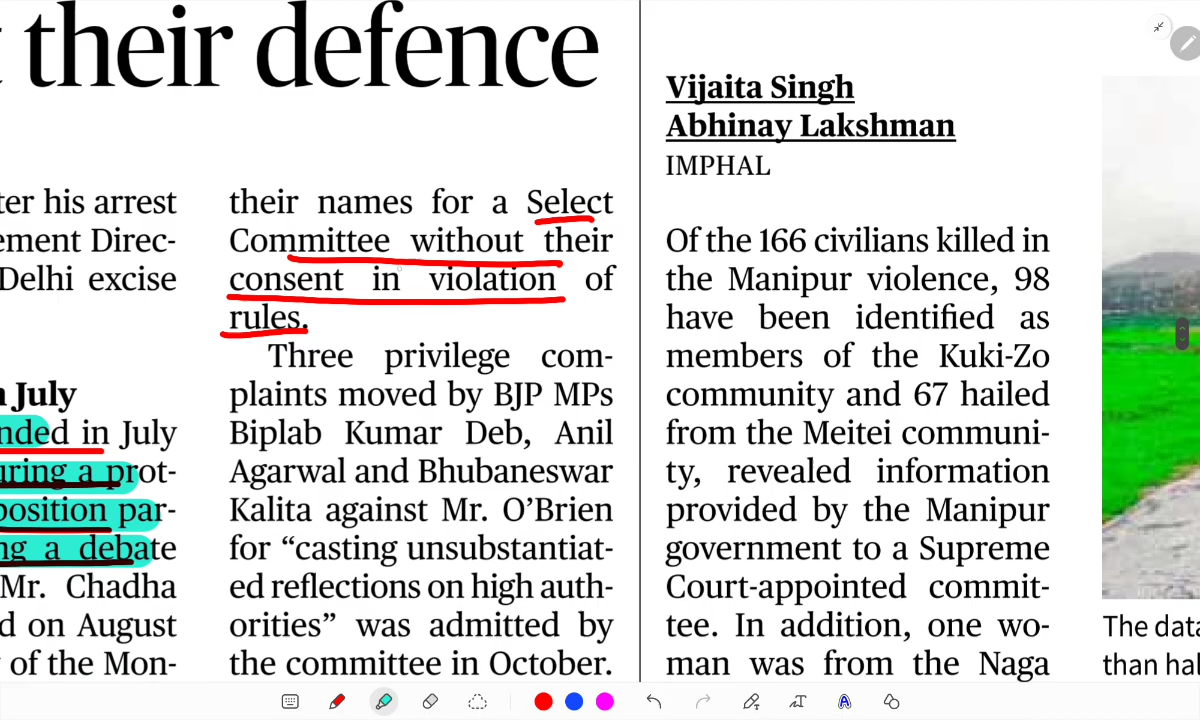 their defence
ter his arrest
ement Direc-
Delhi excise
July
nded in July
uring a prot-
position par-
ng a debate
Mr. Chadha
d on August
of the Mon-
their names for a Select
Committee without their
consent in violation of
rules.
Three privilege com-
plaints moved by BJP MPs
Biplab Kumar Deb, Anil
Agarwal and Bhubaneswar
Kalita against Mr. O’Brien
for “casting unsubstantiat-
ed reflections on high auth-
orities” was admitted by
the committee in October.
Vijaita Singh
Abhinay Lakshman
IMPHAL
Of the 166 civilians killed in
the Manipur violence, 98
have been identified as
members of the Kuki-Zo
community and 67 hailed
from the Meitei communi-
ty, revealed information
provided by the Manipur
government to a Supreme
Court-appointed commit-
tee. In addition, one wo-
man was from the Naga
The data
than hal